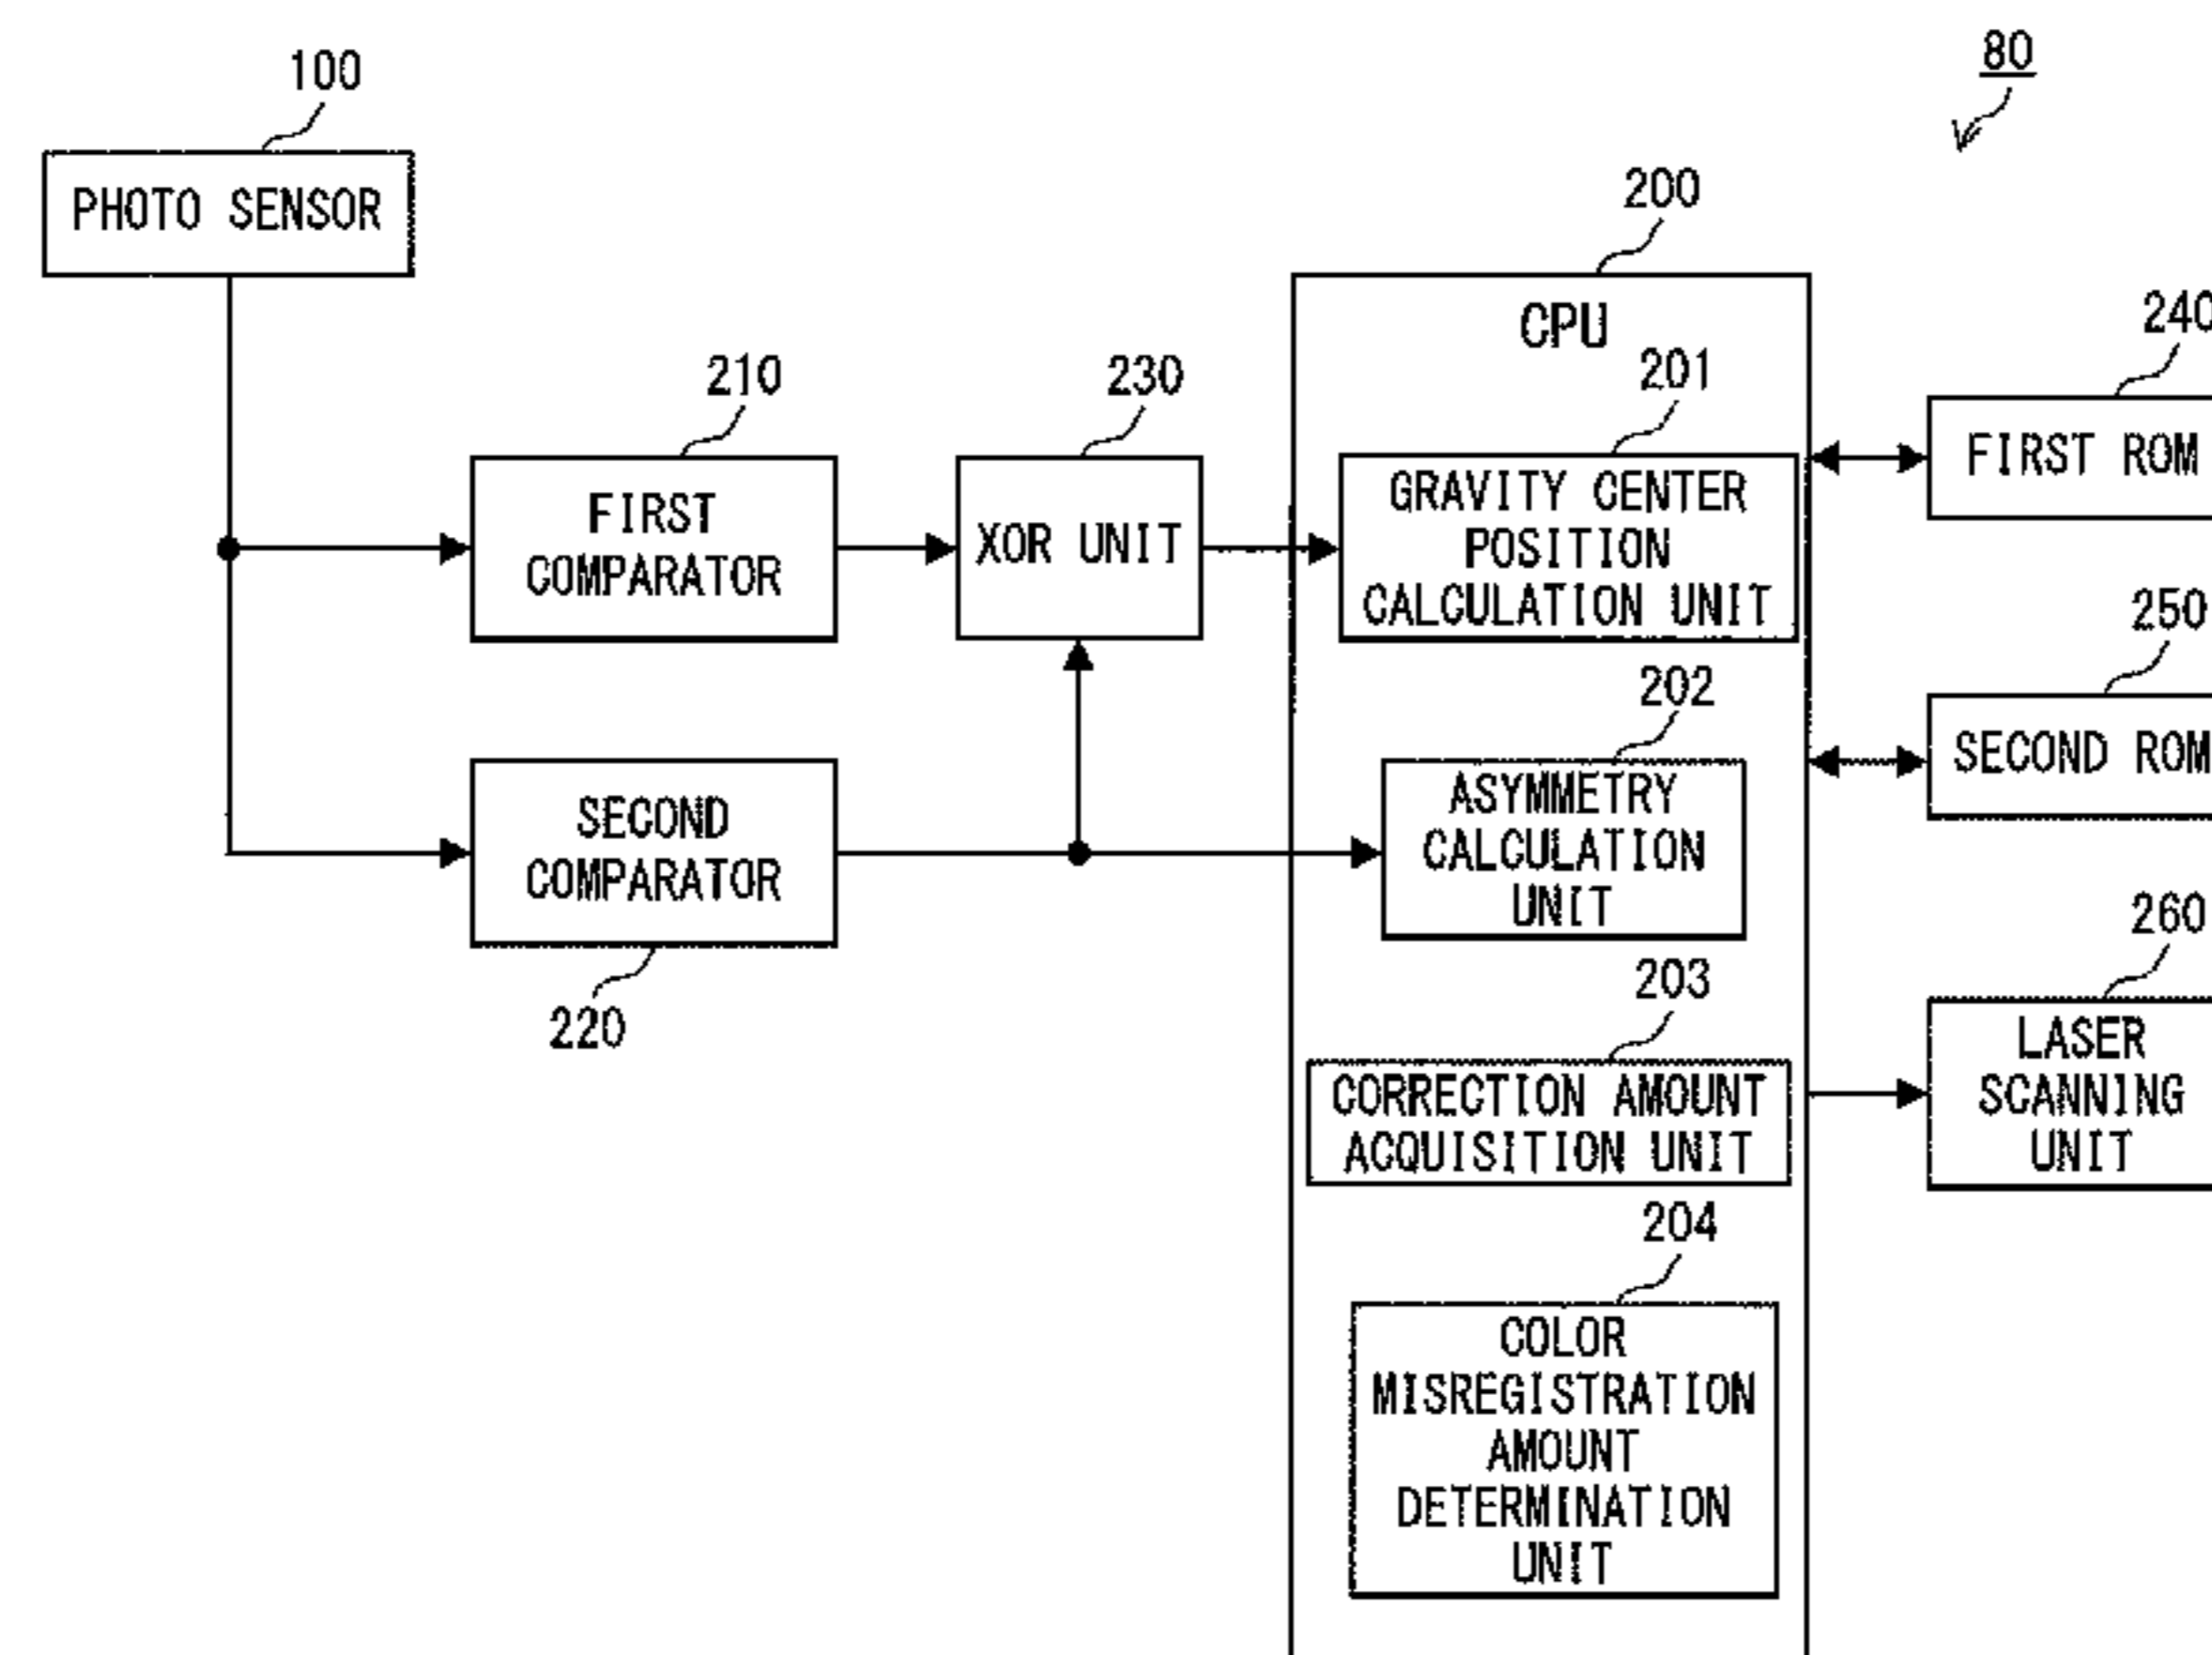 80
100
PHOTO SENSOR
200
CPU
240
FIRST ROM
210
FIRST
COMPARATOR
230
XOR UNIT
201
GRAVITY CENTER
POSITION
CALCULATION UNIT
250
SECOND ROM
202
ASYMMETRY
CALCULATION
UNIT
SECOND
COMPARATOR
220
260
LASER
SCANNING
UNIT
203
CORRECTION AMOUNT
ACQUISITION UNIT
204
COLOR
MISREGISTRATION
AMOUNT
DETERMINATION
UNIT